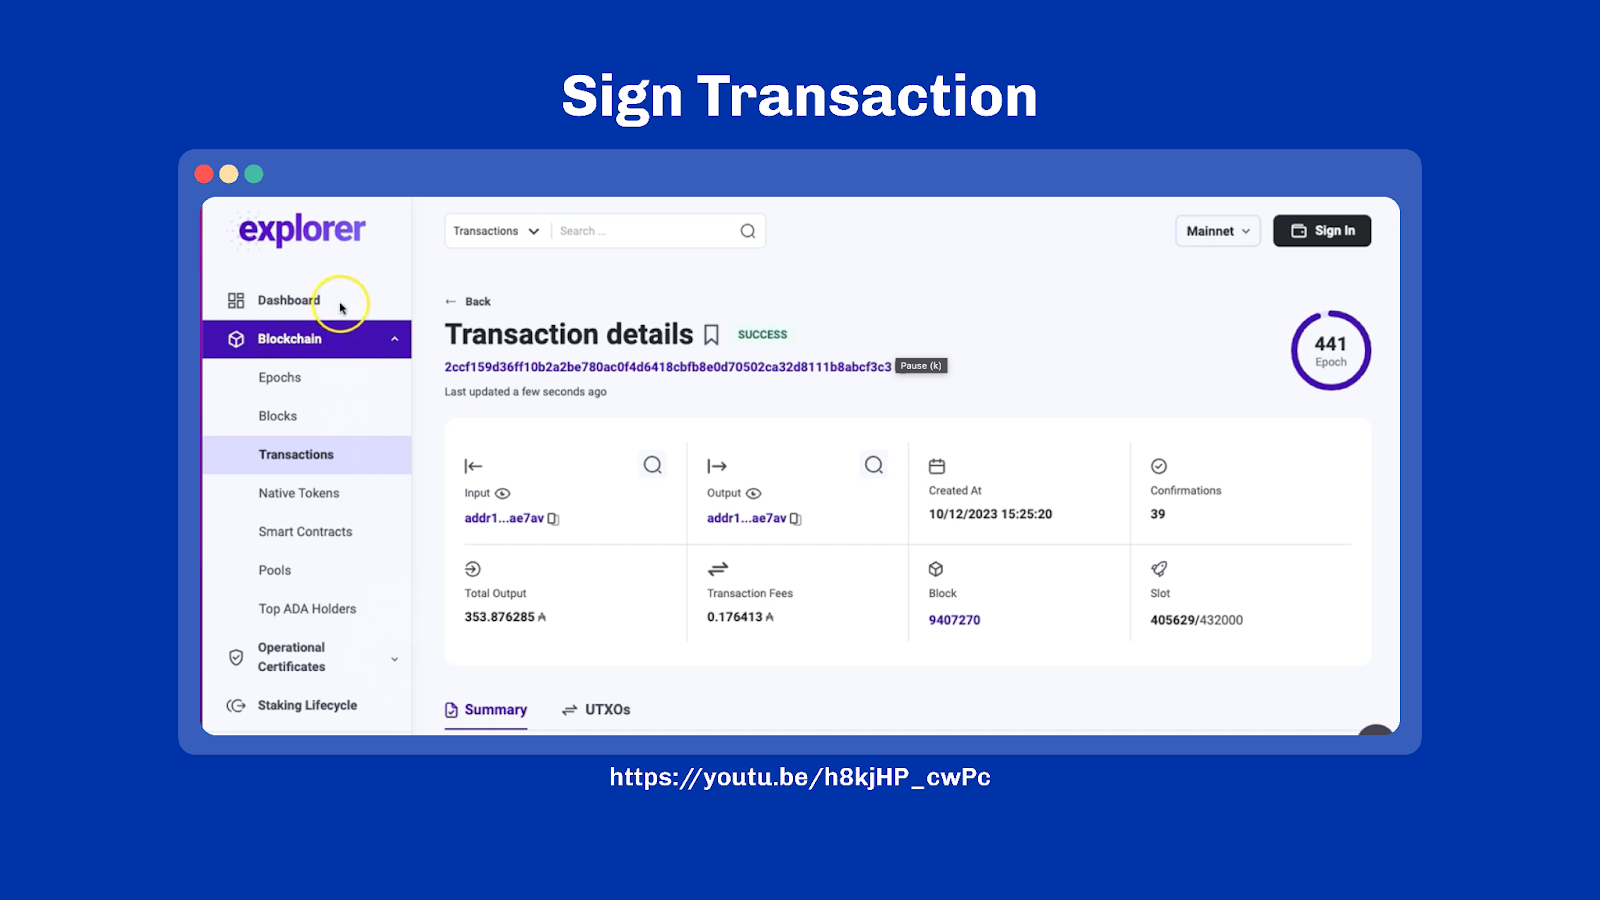 Sign Transaction
explorer
Transactions
Search ...
Mainnet
Sign In
Dashboard
Blockchain
Epochs
Blocks
Transactions
Native Tokens
Smart Contracts
Pools
Top ADA Holders
Operational
Certificates
Staking Lifecycle
← Back
Transaction details SUCCESS
2ccf159d36ff10b2a2be780ac0f4d6418cbfb8e0d70502ca32d8111b8abcf3c3 Pause (k)
Last updated a few seconds ago
441
Epoch
Input
addr1...ae7av
Output
addr1...ae7av
Created At
10/12/2023 15:25:20
Confirmations
39
Total Output
353.876285 ₳
Transaction Fees
0.176413 ₳
Block
9407270
Slot
405629/432000
Summary
UTXOs
https://youtu.be/h8kjHP_cwPc